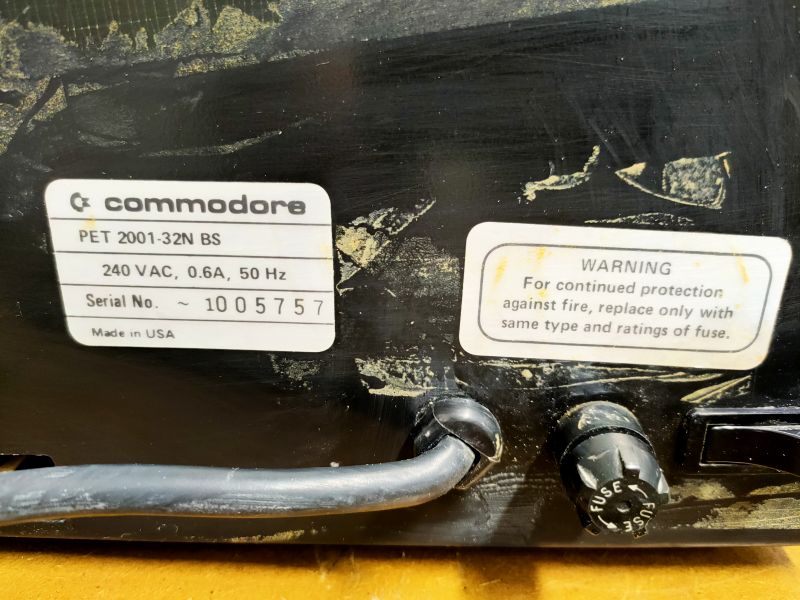 commodore
PET 2001-32N BS
240 VAC, 0.6A, 50 Hz
Serial No. ~ 1005757
Made in USA
WARNING
For continued protection
against fire, replace only with
same type and ratings of fuse.
FUSE
FUSE